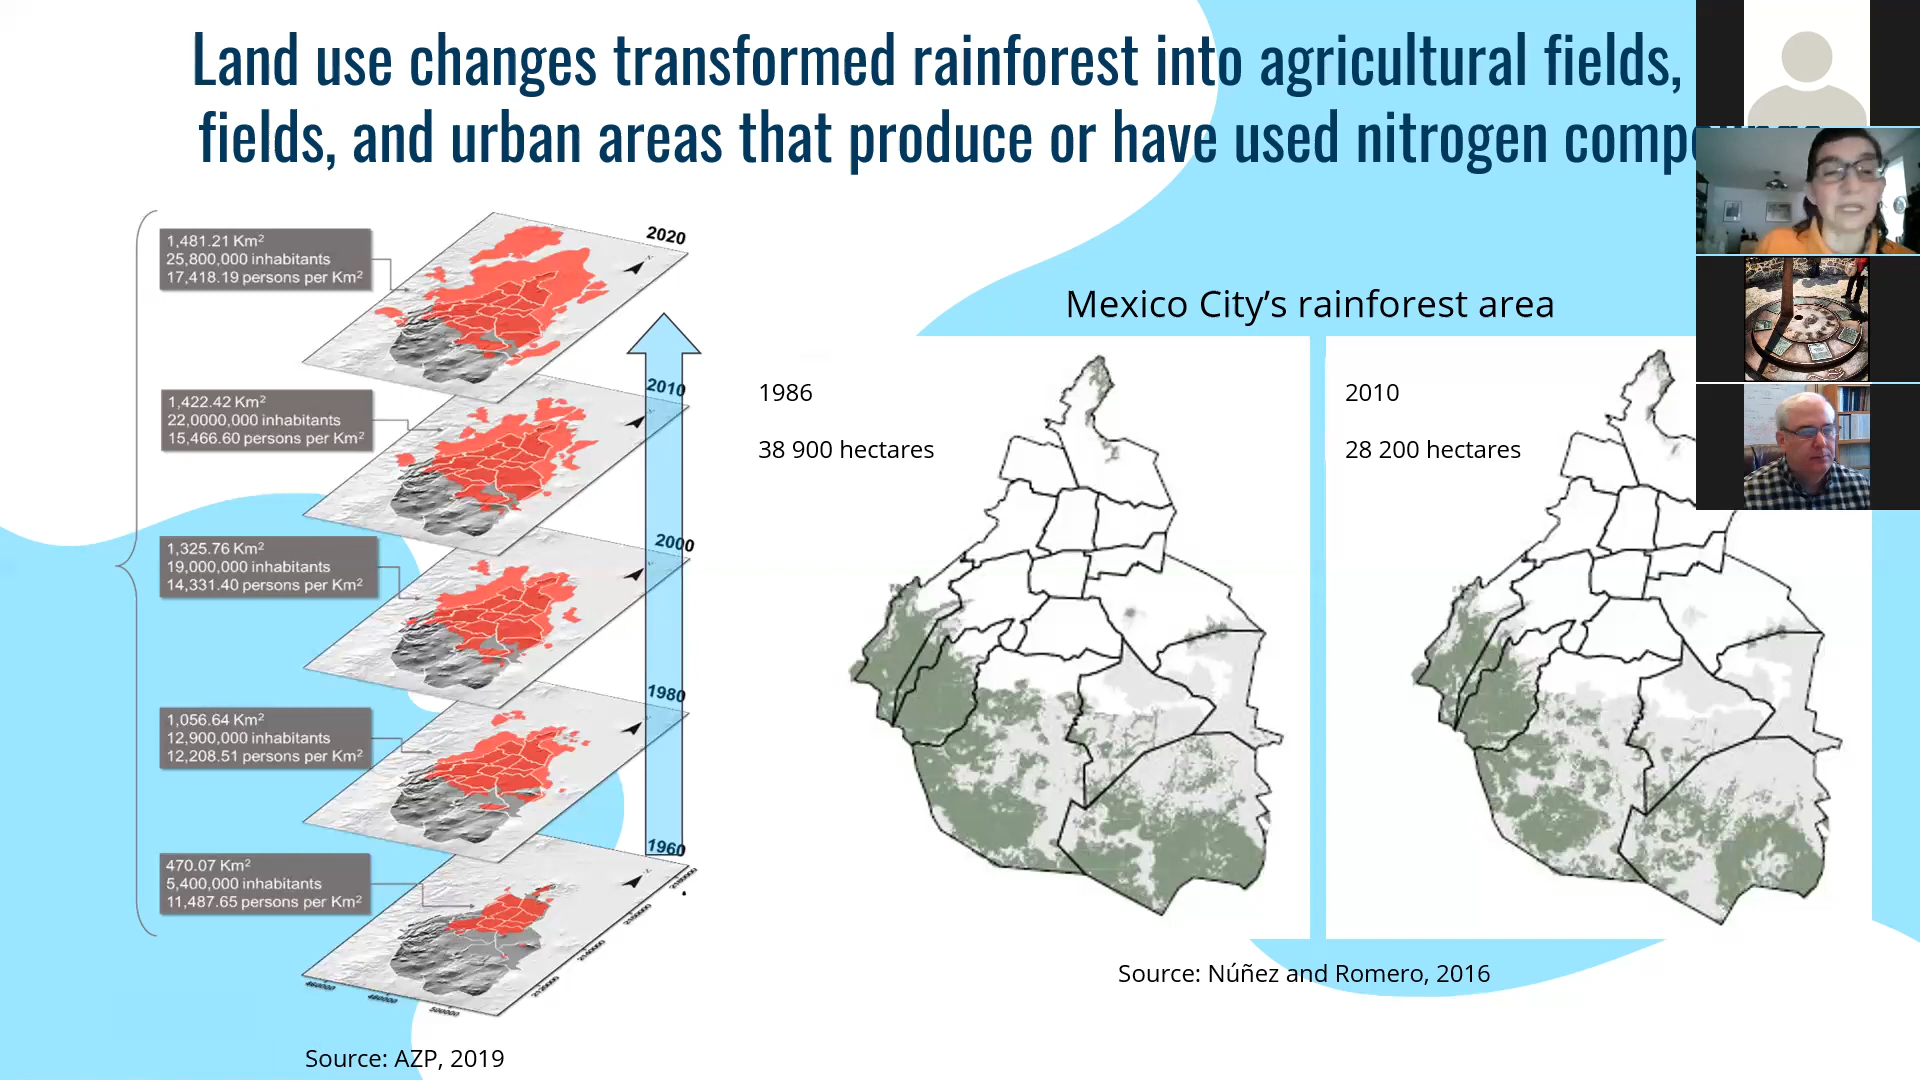 Land use changes transformed rainforest into agricultural fields,
fields, and urban areas that produce or have used nitrogen
1,481.21 Km²
25,800,000 inhabitants
17,418.19 persons per Km²
2020
1,422.42 Km²
22,0000,000 inhabitants
15,466.60 persons per Km²
2010
1,325.76 Km²
19,000,000 inhabitants
14,331.40 persons per Km²
2000
1,056.64 Km²
12,900,000 inhabitants
12,208.51 persons per Km²
1980
470.07 Km²
5,400,000 inhabitants
11,487.65 persons per Km²
1960
Source: AZP, 2019
Mexico City’s rainforest area
1986
38 900 hectares
2010
28 200 hectares
Source: Núñez and Romero, 2016